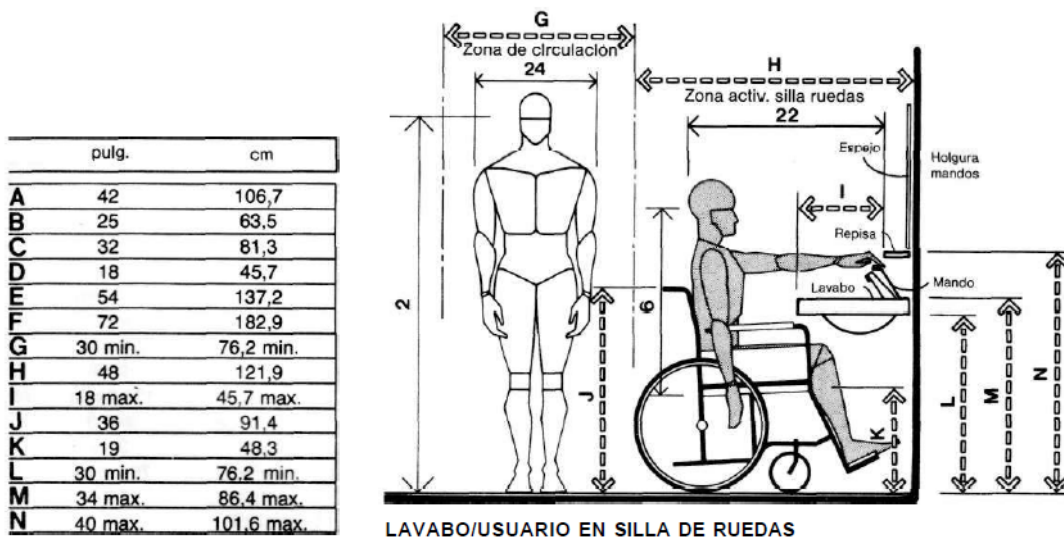 pulg. cm
A 42 106,7
B 25 63,5
C 32 81,3
D 18 45,7
E 54 137,2
F 72 182,9
G 30 min. 76,2 min.
H 48 121,9
I 18 max. 45,7 max.
J 36 91,4
K 19 48,3
L 30 min. 76,2 min.
M 34 max. 86,4 max.
N 40 max. 101,6 max.
G
Zona de circulación
24
H
Zona activ. silla ruedas
22
Espejo
Holgura
mandos
I
Repisa
Lavabo
Mando
2
6
J
K
L
M
N
LAVABO/USUARIO EN SILLA DE RUEDAS